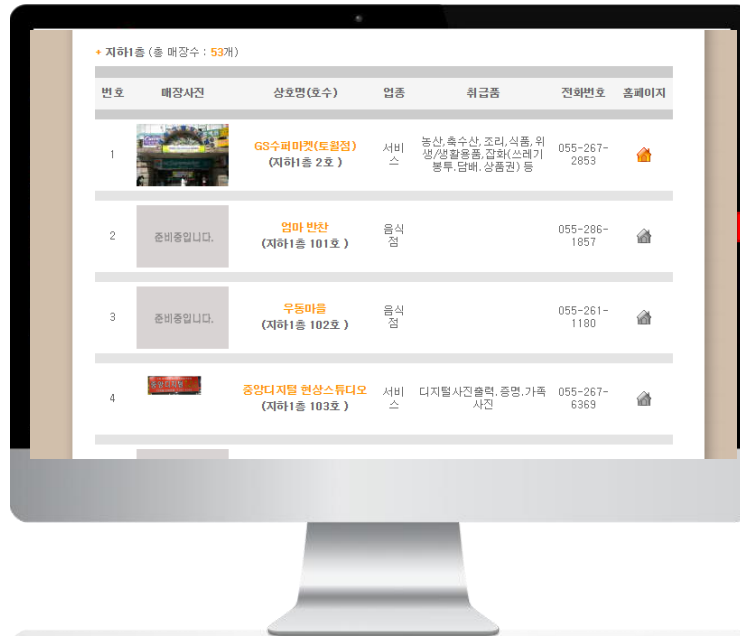 + 지하1층 (총 매장수 : 53개)
번호 매장사진 상호명(호수) 업종 취급품 전화번호 홈페이지
1
GS수퍼마켓(토월점)
(지하1층 2호 )
서비
스
농산,축수산,조리,식품,위
생/생활용품,잡화(쓰레기
봉투,담배,상품권) 등
055-267-
2853
2
준비중입니다.
엄마 반찬
(지하1층 101호 )
음식
점
055-286-
1857
3
준비중입니다.
우동마을
(지하1층 102호 )
음식
점
055-261-
1180
4
중앙디지털
중앙디지털 현상스튜디오
(지하1층 103호 )
서비
스
디지털사진출력,증명,가족
사진
055-267-
6369